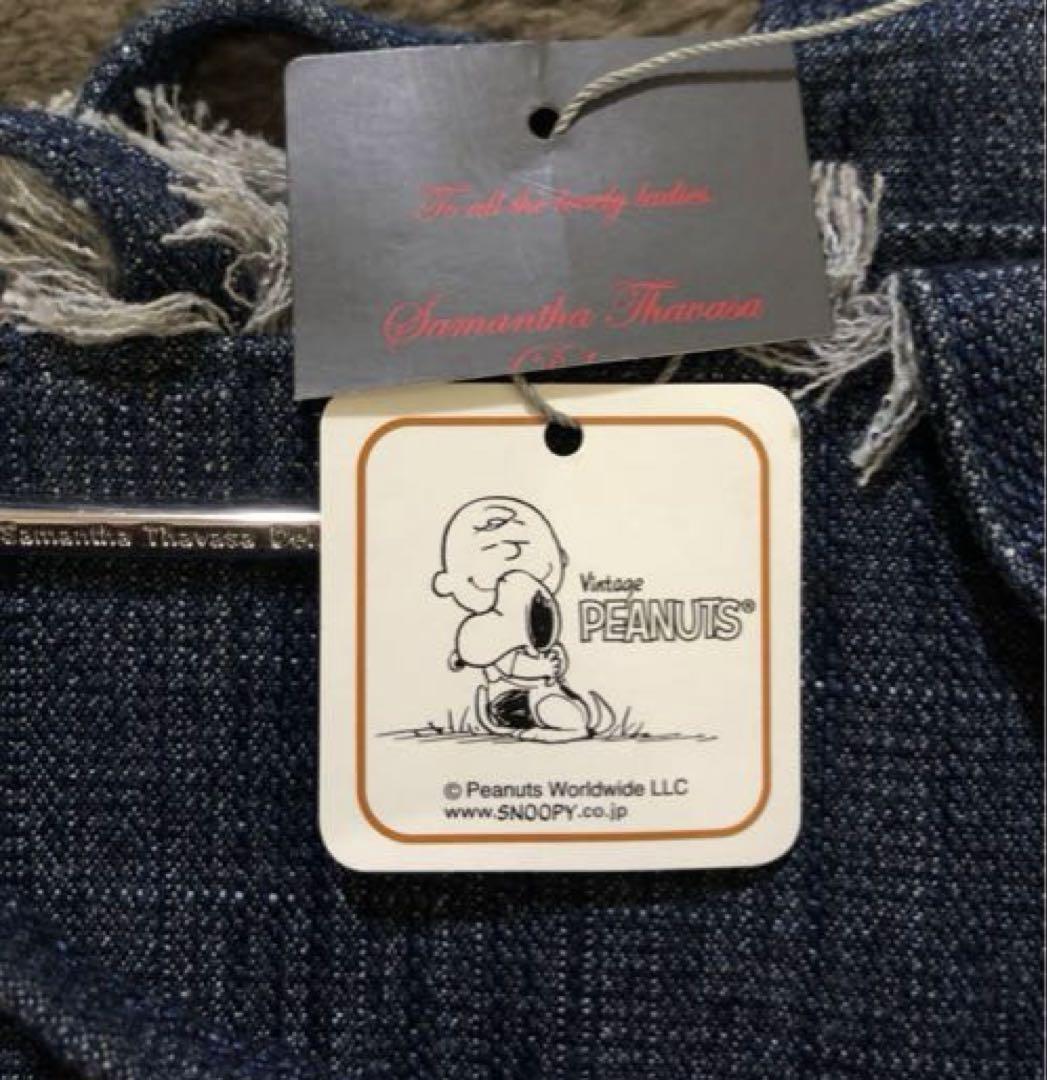 To all the lovely ladies.
Samantha Thavasa
Samantha Thavasa
Vintage
PEANUTS®
© Peanuts Worldwide LLC
www.SNOOPY.co.jp